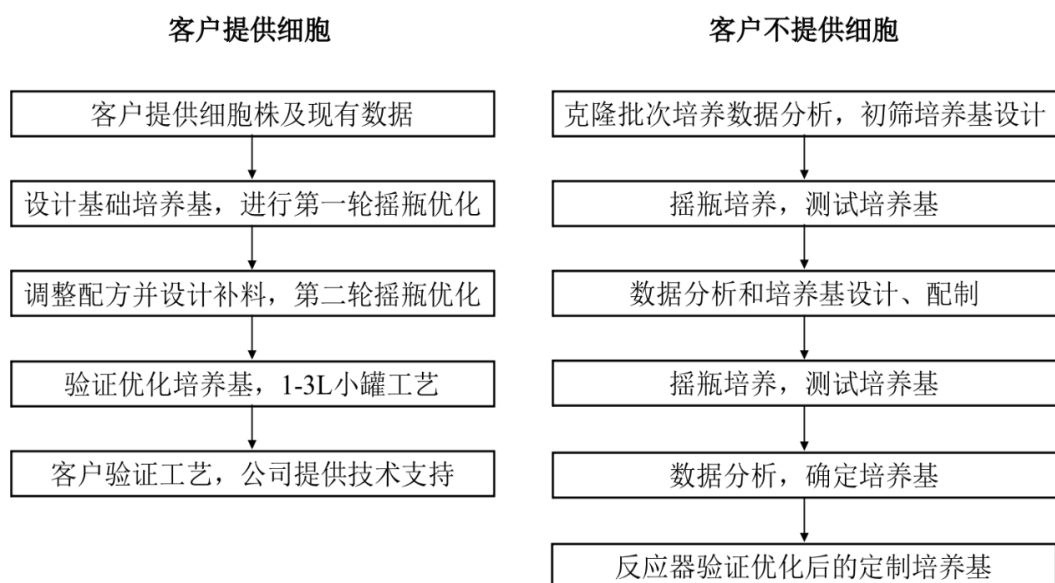 客户提供细胞
客户提供细胞株及现有数据
设计基础培养基，进行第一轮摇瓶优化
调整配方并设计补料，第二轮摇瓶优化
验证优化培养基，1-3L小罐工艺
客户验证工艺，公司提供技术支持
客户不提供细胞
克隆批次培养数据分析，初筛培养基设计
摇瓶培养，测试培养基
数据分析和培养基设计、配制
摇瓶培养，测试培养基
数据分析，确定培养基
反应器验证优化后的定制培养基